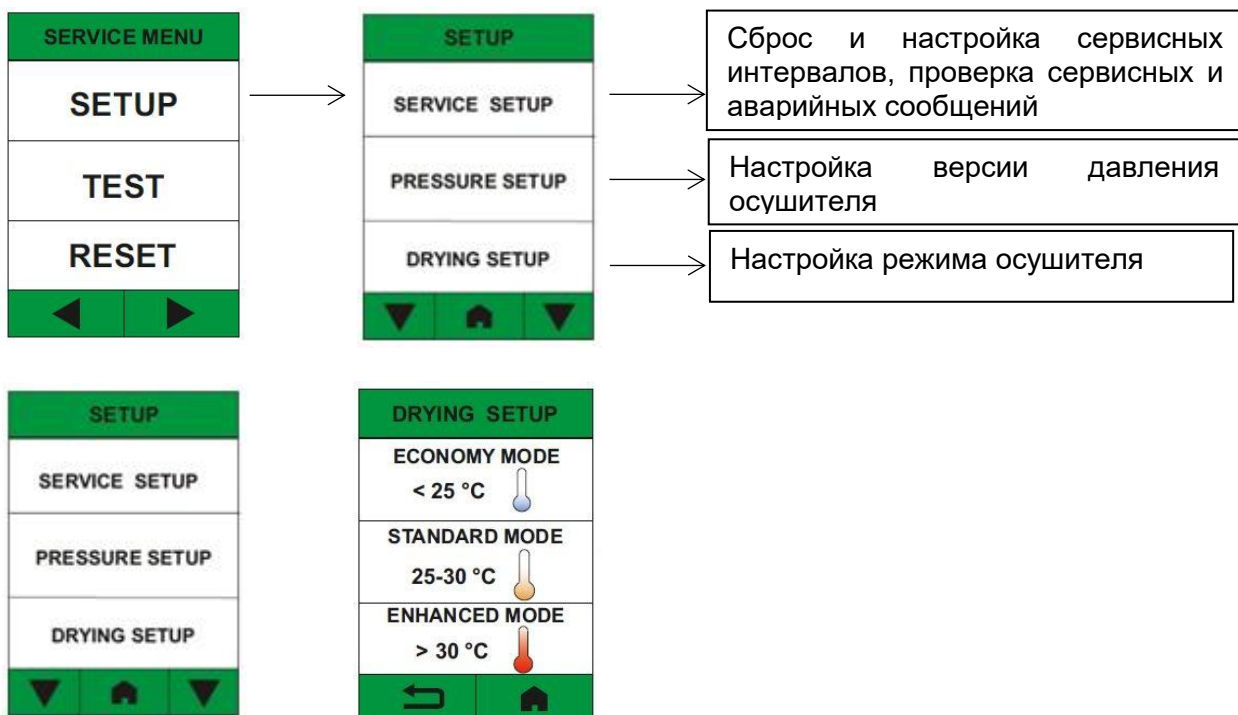 SERVICE MENU
SETUP
TEST
RESET
SETUP
SERVICE SETUP
PRESSURE SETUP
DRYING SETUP
Сброс и настройка сервисных
интервалов, проверка сервисных и
аварийных сообщений
Настройка версии давления
осушителя
Настройка режима осушителя
SETUP
SERVICE SETUP
PRESSURE SETUP
DRYING SETUP
DRYING SETUP
ECONOMY MODE
< 25 °C
STANDARD MODE
25-30 °C
ENHANCED MODE
> 30 °C